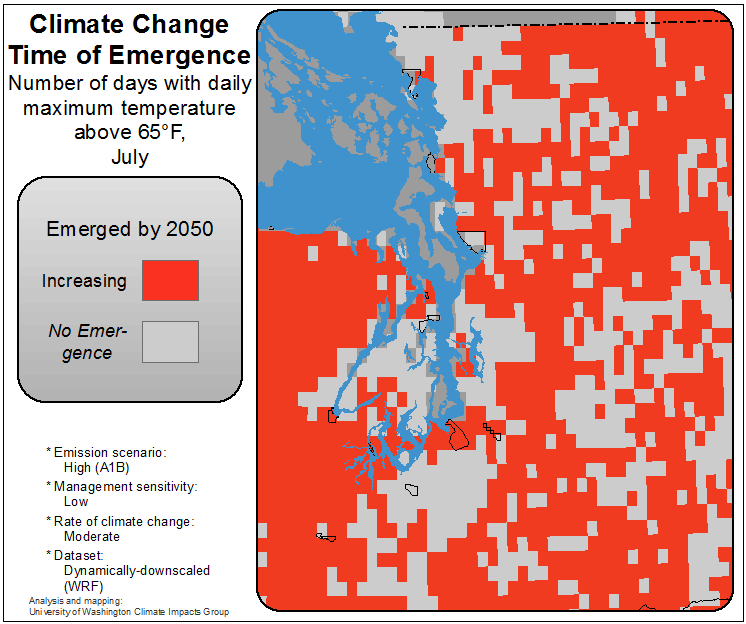 Climate Change
Time of Emergence
Number of days with daily
maximum temperature
above 65°F,
July
Emerged by 2050
Increasing
No Emer-
gence
* Emission scenario:
High (A1B)
* Management sensitivity:
Low
* Rate of climate change:
Moderate
* Dataset:
Dynamically-downscaled
(WRF)
Analysis and mapping:
University of Washington Climate Impacts Group